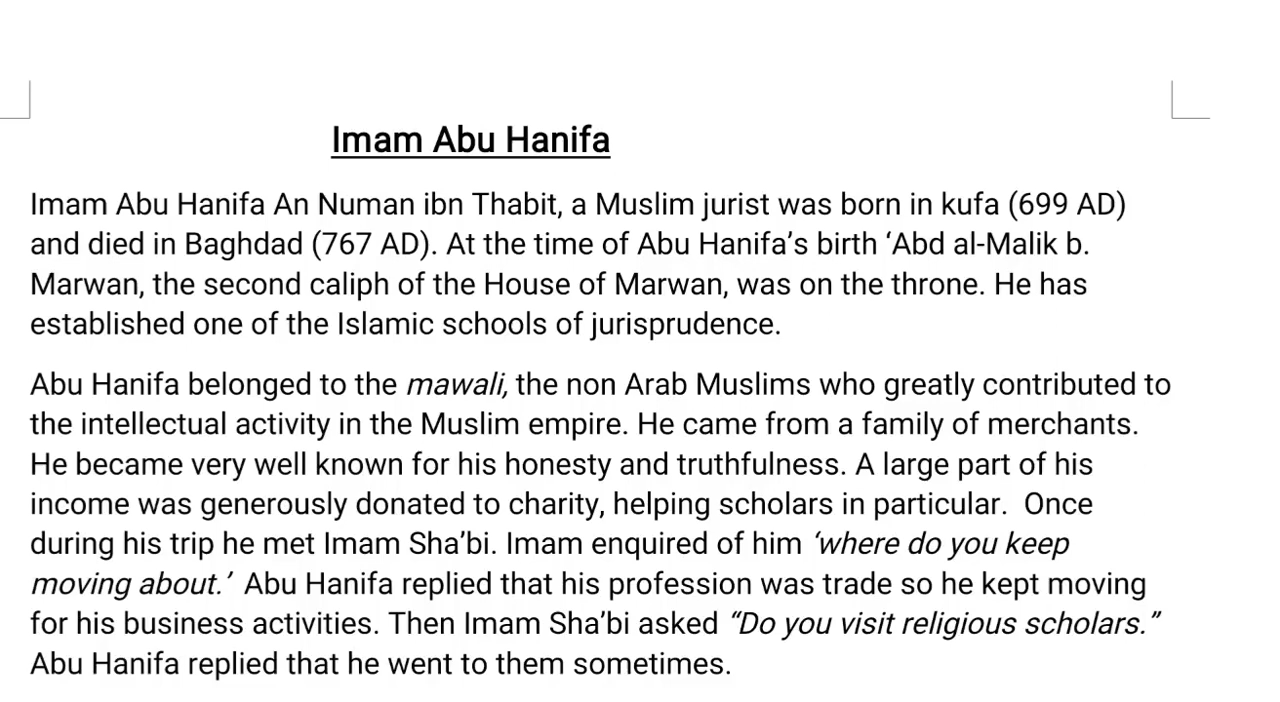 Imam Abu Hanifa
Imam Abu Hanifa An Numan ibn Thabit, a Muslim jurist was born in kufa (699 AD)
and died in Baghdad (767 AD). At the time of Abu Hanifa’s birth ‘Abd al-Malik b.
Marwan, the second caliph of the House of Marwan, was on the throne. He has
established one of the Islamic schools of jurisprudence.
Abu Hanifa belonged to the mawali, the non Arab Muslims who greatly contributed to
the intellectual activity in the Muslim empire. He came from a family of merchants.
He became very well known for his honesty and truthfulness. A large part of his
income was generously donated to charity, helping scholars in particular.  Once
during his trip he met Imam Sha’bi. Imam enquired of him ‘where do you keep
moving about.’  Abu Hanifa replied that his profession was trade so he kept moving
for his business activities. Then Imam Sha’bi asked “Do you visit religious scholars.”
Abu Hanifa replied that he went to them sometimes.